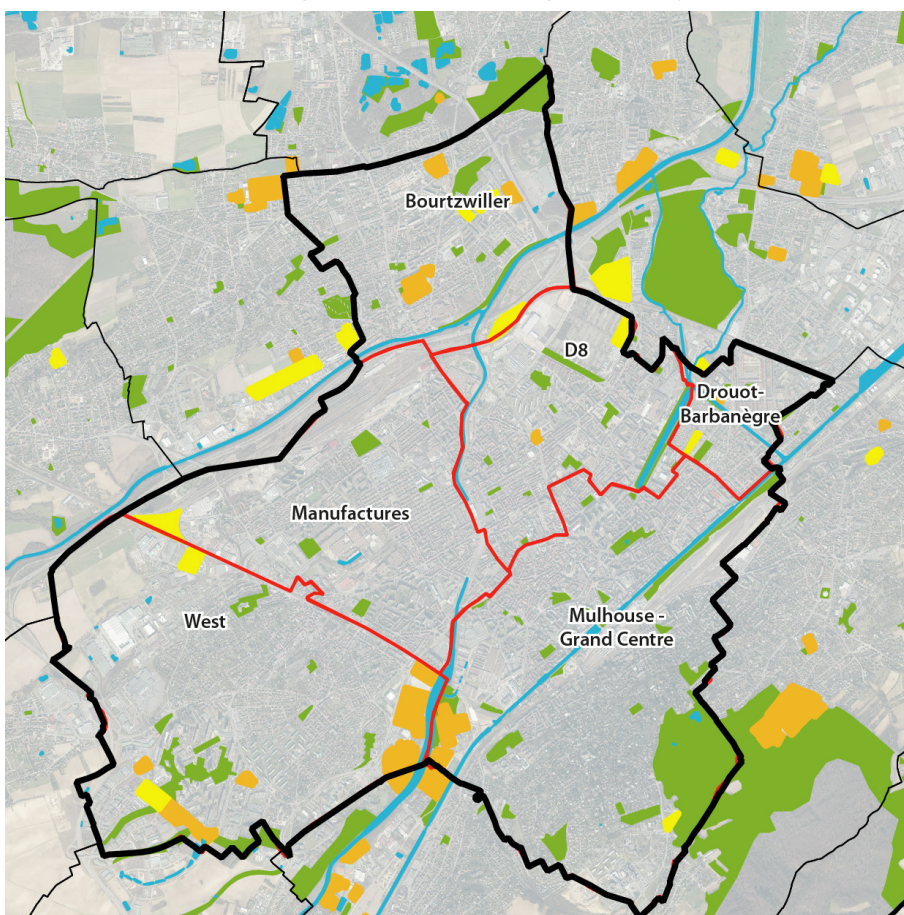 Bourtzwiller
D8
Drouot-
Barbanègre
Manufactures
West
Mulhouse -
Grand Centre